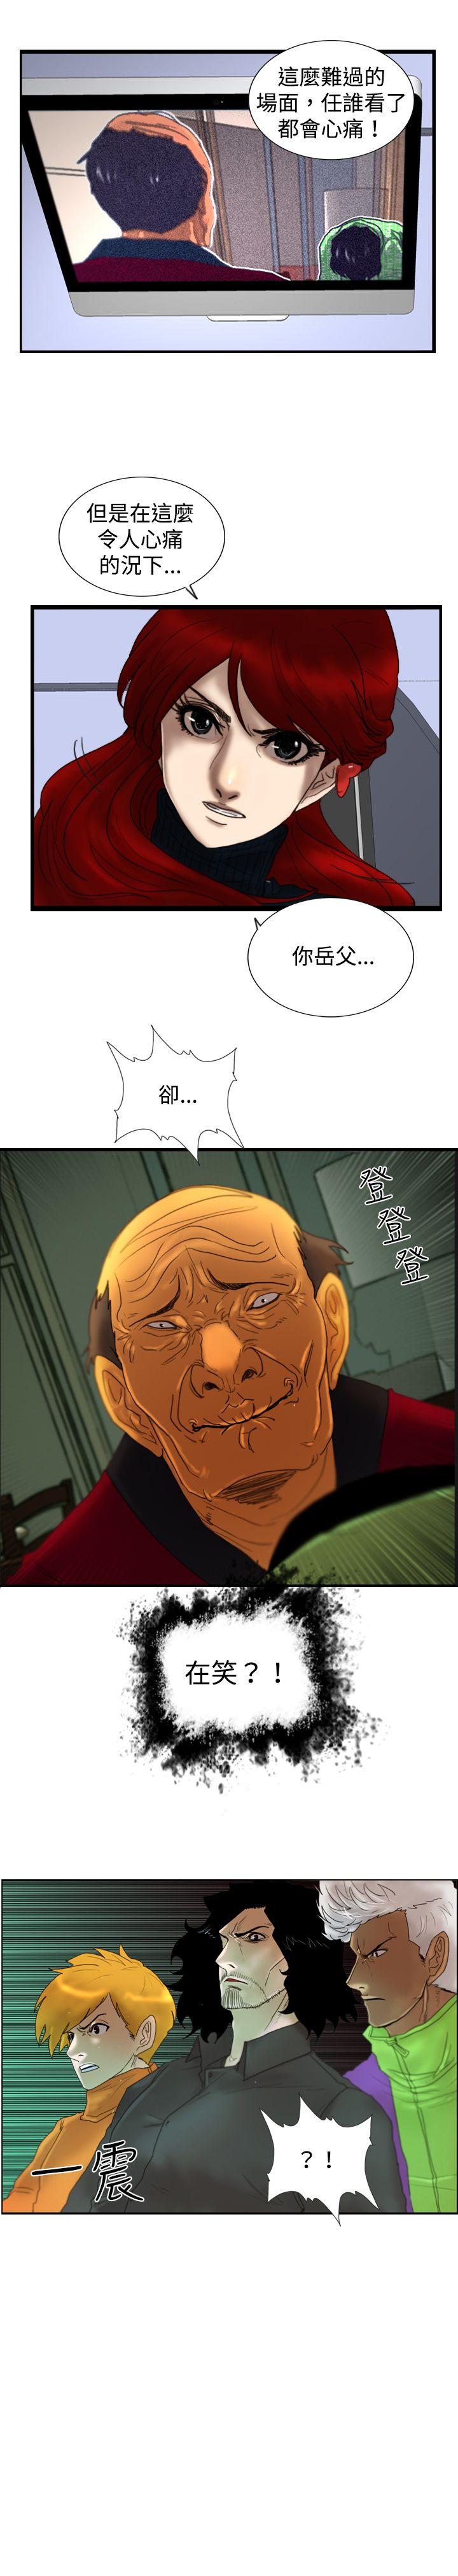 這麼難過的
場面，任誰看了
都會心痛！
但是在這麼
令人心痛
的況下...
你岳父...
卻...
登
登
登
在笑？！
一震
？！